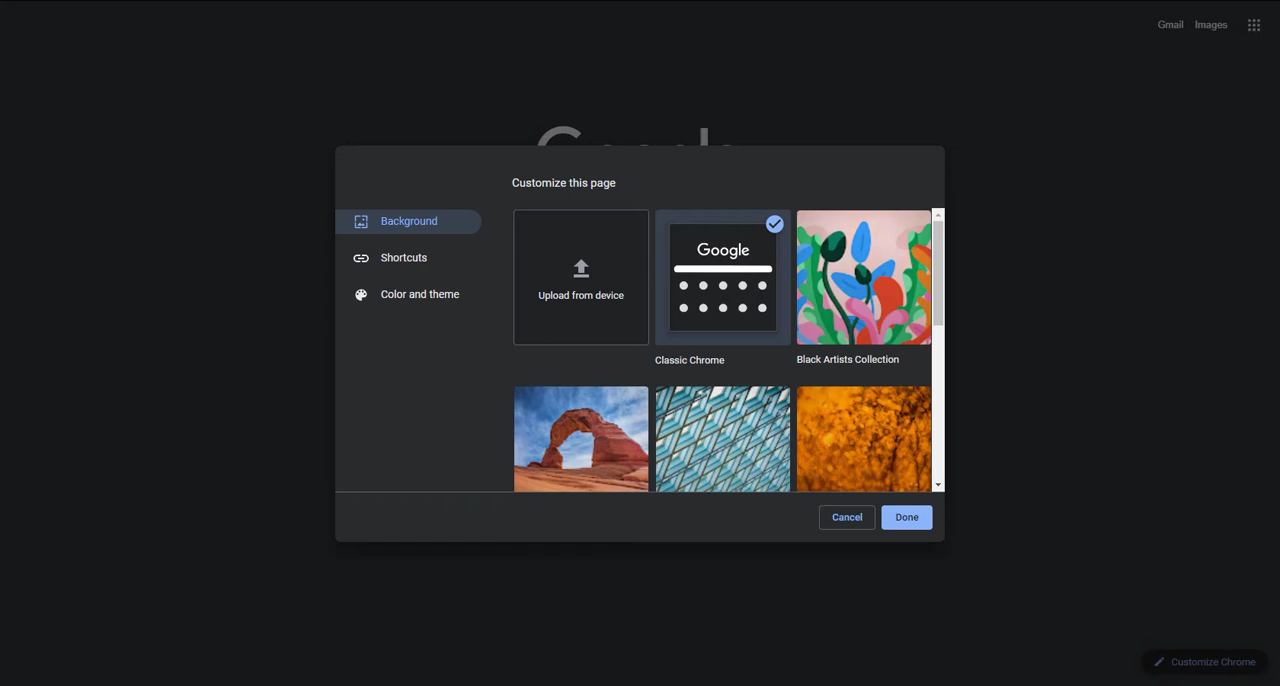 Gmail Images
Google
Customize this page
Background
Shortcuts
Color and theme
Upload from device
Google
Classic Chrome
Black Artists Collection
Cancel Done
Customize Chrome